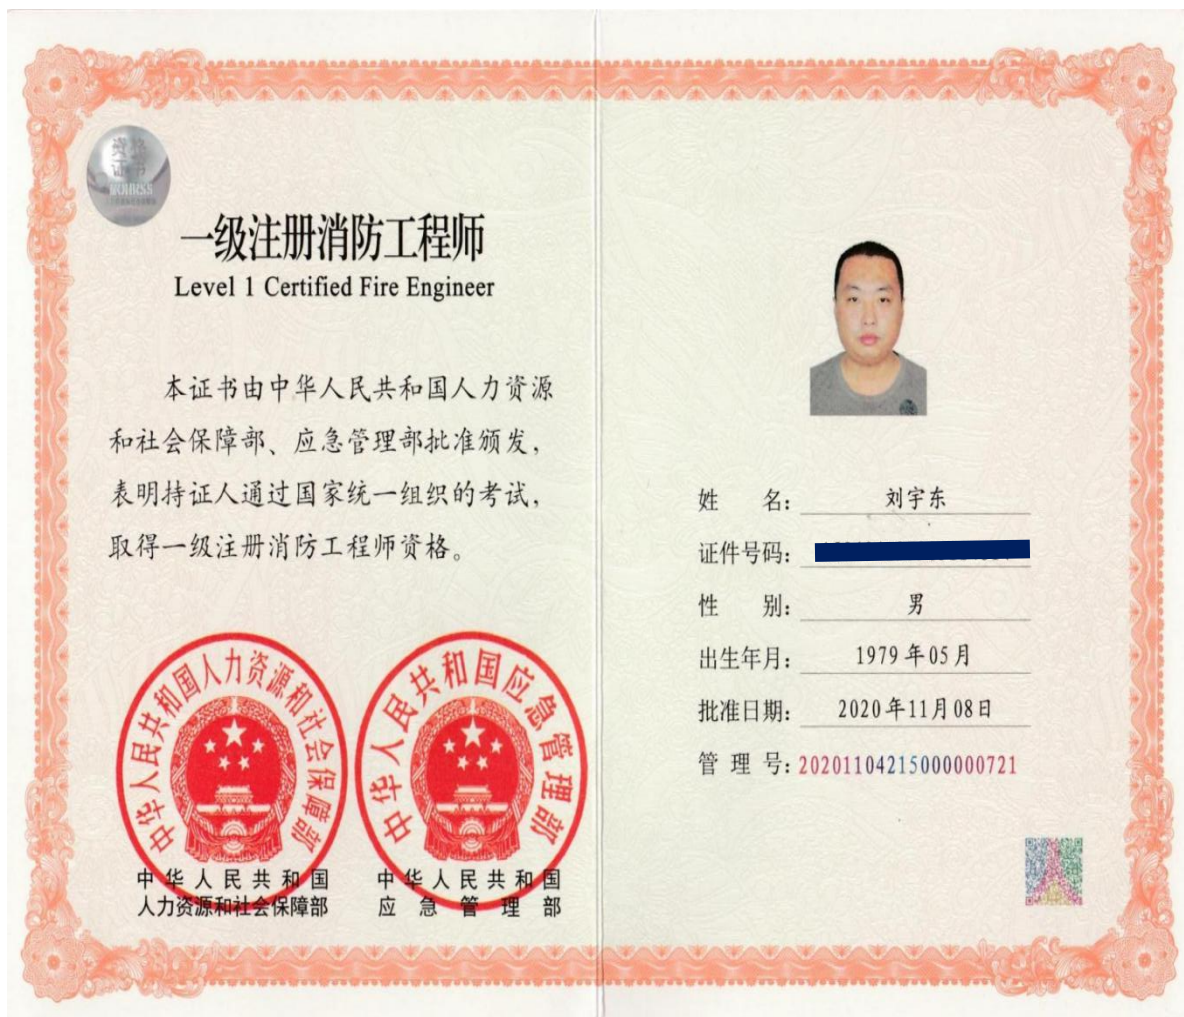 资格
证书
MOHRSS
一级注册消防工程师
Level 1 Certified Fire Engineer
本证书由中华人民共和国人力资源
和社会保障部、应急管理部批准颁发，
表明持证人通过国家统一组织的考试，
取得一级注册消防工程师资格。
中华人民共和国人力资源和社会保障部
中华人民共和国应急管理部
中华人民共和国
人力资源和社会保障部
中华人民共和国
应急管理部
姓名：刘宇东
证件号码：
性别：男
出生年月：1979年05月
批准日期：2020年11月08日
管理号：20201104215000000721